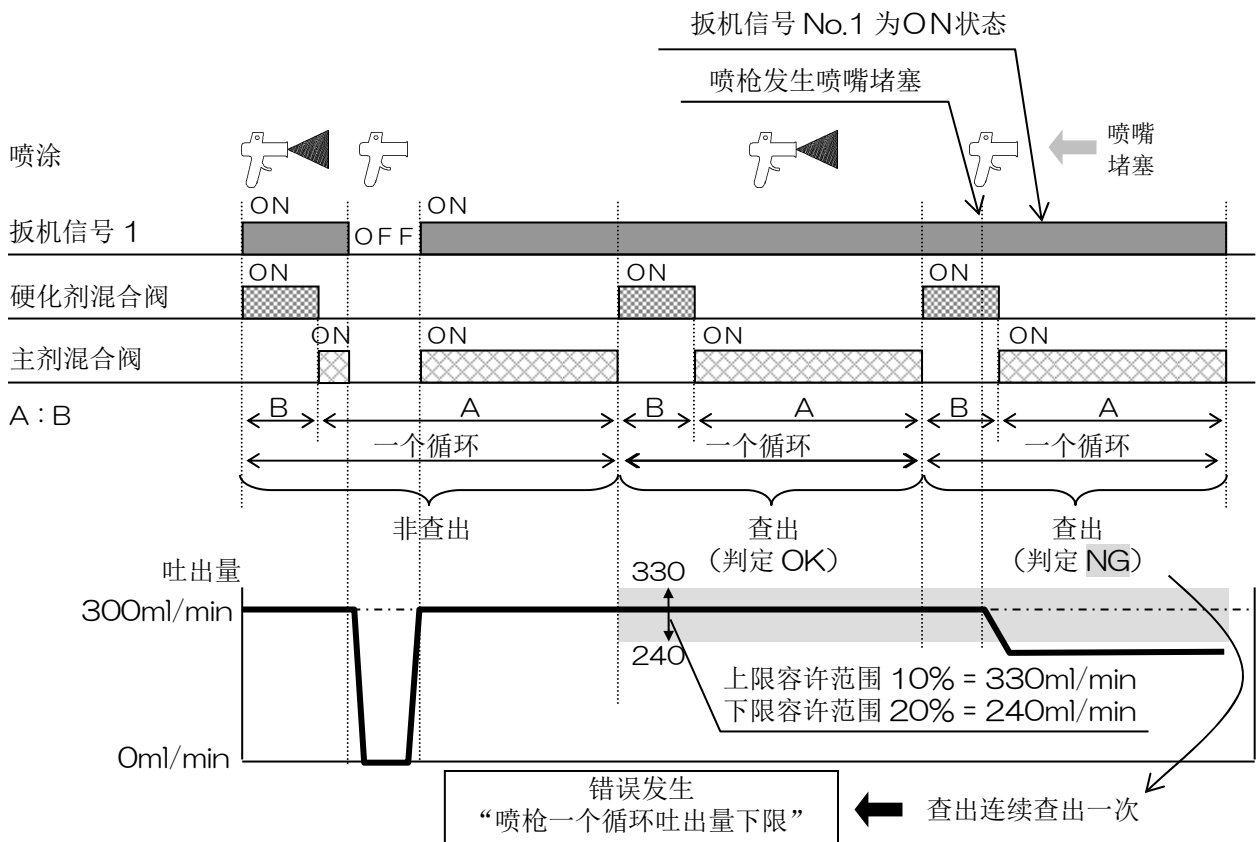 扳机信号 No.1 为ON状态
喷枪发生喷嘴堵塞
喷涂
喷嘴
堵塞
ON
ON
扳机信号 1
OFF
ON
ON
ON
硬化剂混合阀
ON
ON
ON
ON
主剂混合阀
A：B
B
A
B
A
B
A
一个循环
一个循环
一个循环
非查出
查出
（判定 OK）
查出
（判定 NG）
吐出量
330
300ml/min
240
上限容许范围 10% = 330ml/min
下限容许范围 20% = 240ml/min
0ml/min
错误发生
“喷枪一个循环吐出量下限”
查出连续查出一次